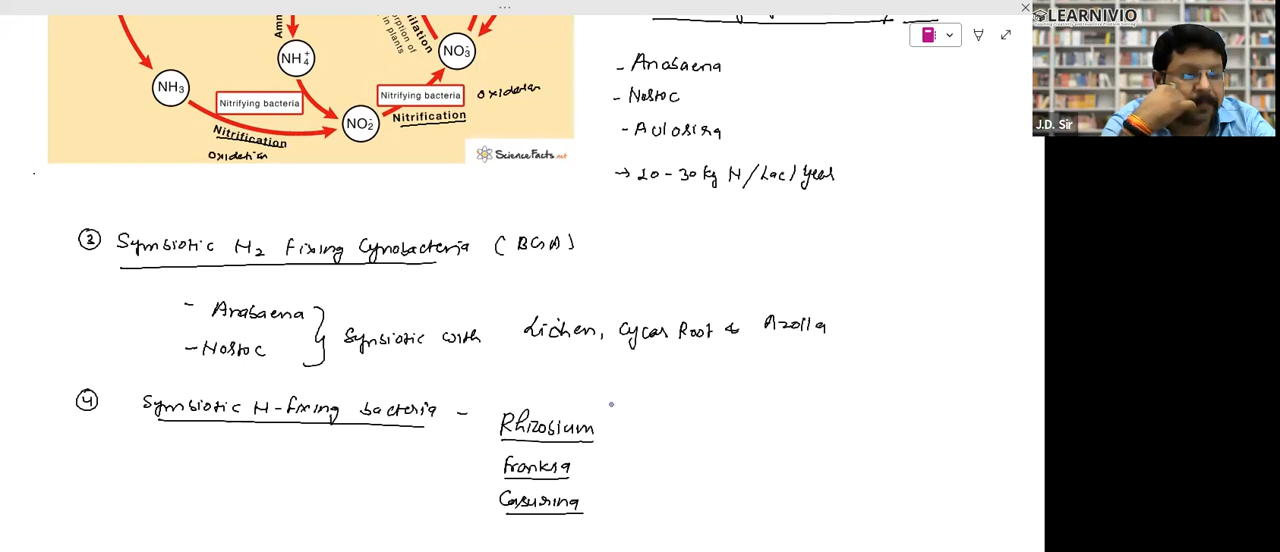 LEARNIVIO
NO₃⁻
in plants
NH₄⁺
NH₃
Nitrifying bacteria
Nitrifying bacteria
oxidation
NO₂⁻
Nitrification
Nitrification
oxidation
ScienceFacts.net
- Anabaena
- Nostoc
- Aulosira
→ 20-30 kg N/hac/year
J.D. Sir
③ Symbiotic N₂ Fixing Cynobacteria (BGA)
- Anabaena
- Nostoc
Symbiotic with Lichen, Cycas Root & Azolla
④ Symbiotic N-fixing bacteria - Rhizobium
Frankia
Casurina